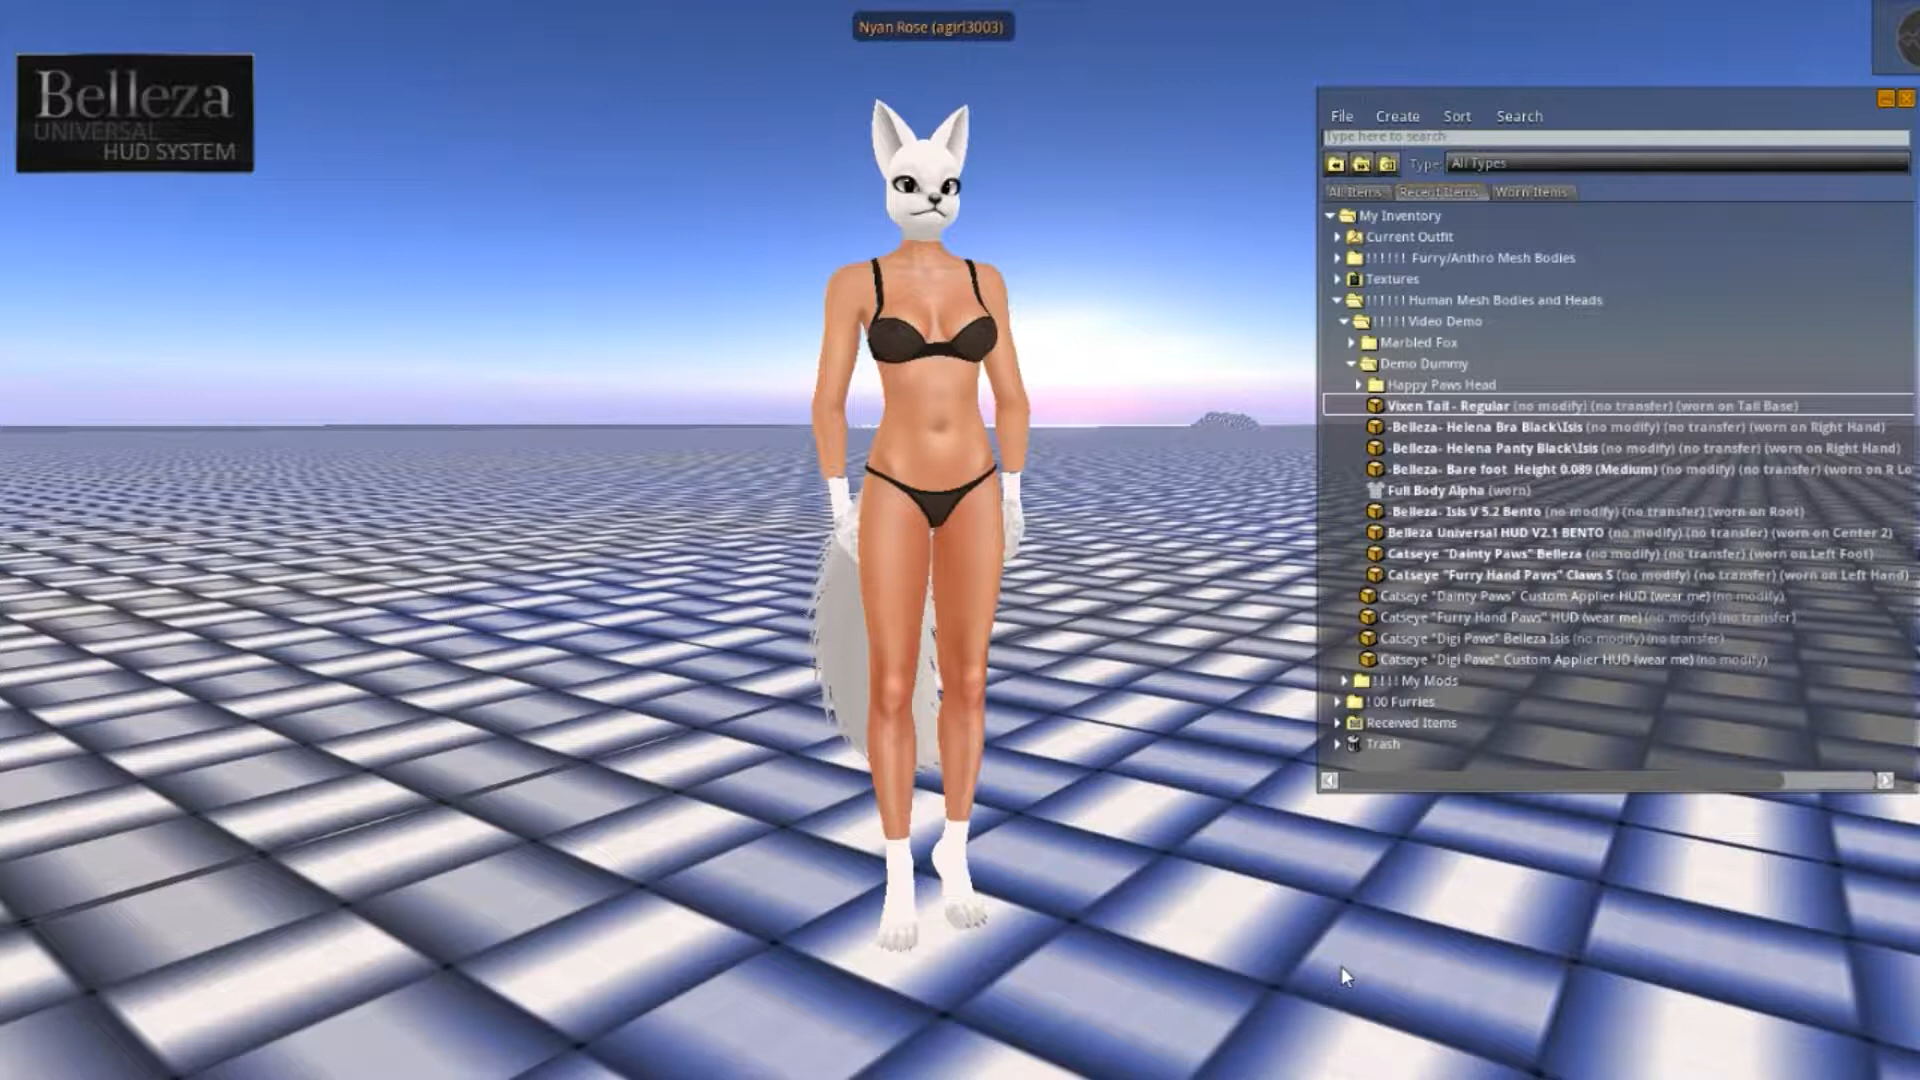 Nyan Rose (agirl3003)
Belleza
UNIVERSAL
HUD SYSTEM
File Create Sort Search
Type here to search
Type: All Types
All Items Recent Items Worn Items
My Inventory
Current Outfit
!!!!!! Furry/Anthro Mesh Bodies
Textures
!!!!!! Human Mesh Bodies and Heads
!!!!! Video Demo
Marbled Fox
Demo Dummy
Happy Paws Head
Vixen Tail - Regular (no modify) (no transfer) (worn on Tail Base)
-Belleza- Helena Bra Black\Isis (no modify) (no transfer) (worn on Right Hand)
-Belleza- Helena Panty Black\Isis (no modify) (no transfer) (worn on Right Hand)
-Belleza- Bare foot Height 0.089 (Medium) (no modify) (no transfer) (worn on R Lo
Full Body Alpha (worn)
-Belleza- Isis V 5.2 Bento (no modify) (no transfer) (worn on Root)
Belleza Universal HUD V2.1 BENTO (no modify) (no transfer) (worn on Center 2)
Catseye "Dainty Paws" Belleza (no modify) (no transfer) (worn on Left Foot)
Catseye "Furry Hand Paws" Claws S (no modify) (no transfer) (worn on Left Hand)
Catseye "Dainty Paws" Custom Applier HUD (wear me) (no modify)
Catseye "Furry Hand Paws" HUD (wear me) (no modify) (no transfer)
Catseye "Digi Paws" Belleza Isis (no modify) (no transfer)
Catseye "Digi Paws" Custom Applier HUD (wear me) (no modify)
!!!! My Mods
! 00 Furries
Received Items
Trash